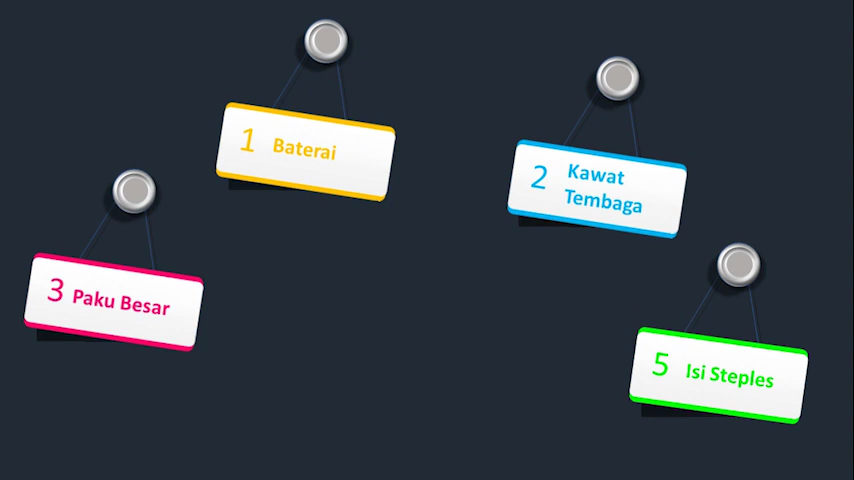 1 Baterai
2 Kawat
Tembaga
3 Paku Besar
5 Isi Steples